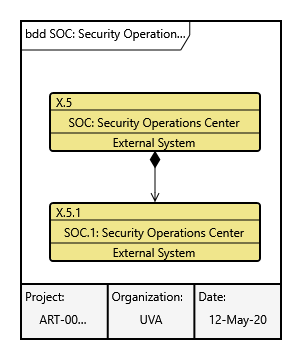 bdd SOC: Security Operation...
X.5
SOC: Security Operations Center
External System
X.5.1
SOC.1: Security Operations Center
External System
Project: Organization: Date:
ART-00... UVA 12-May-20